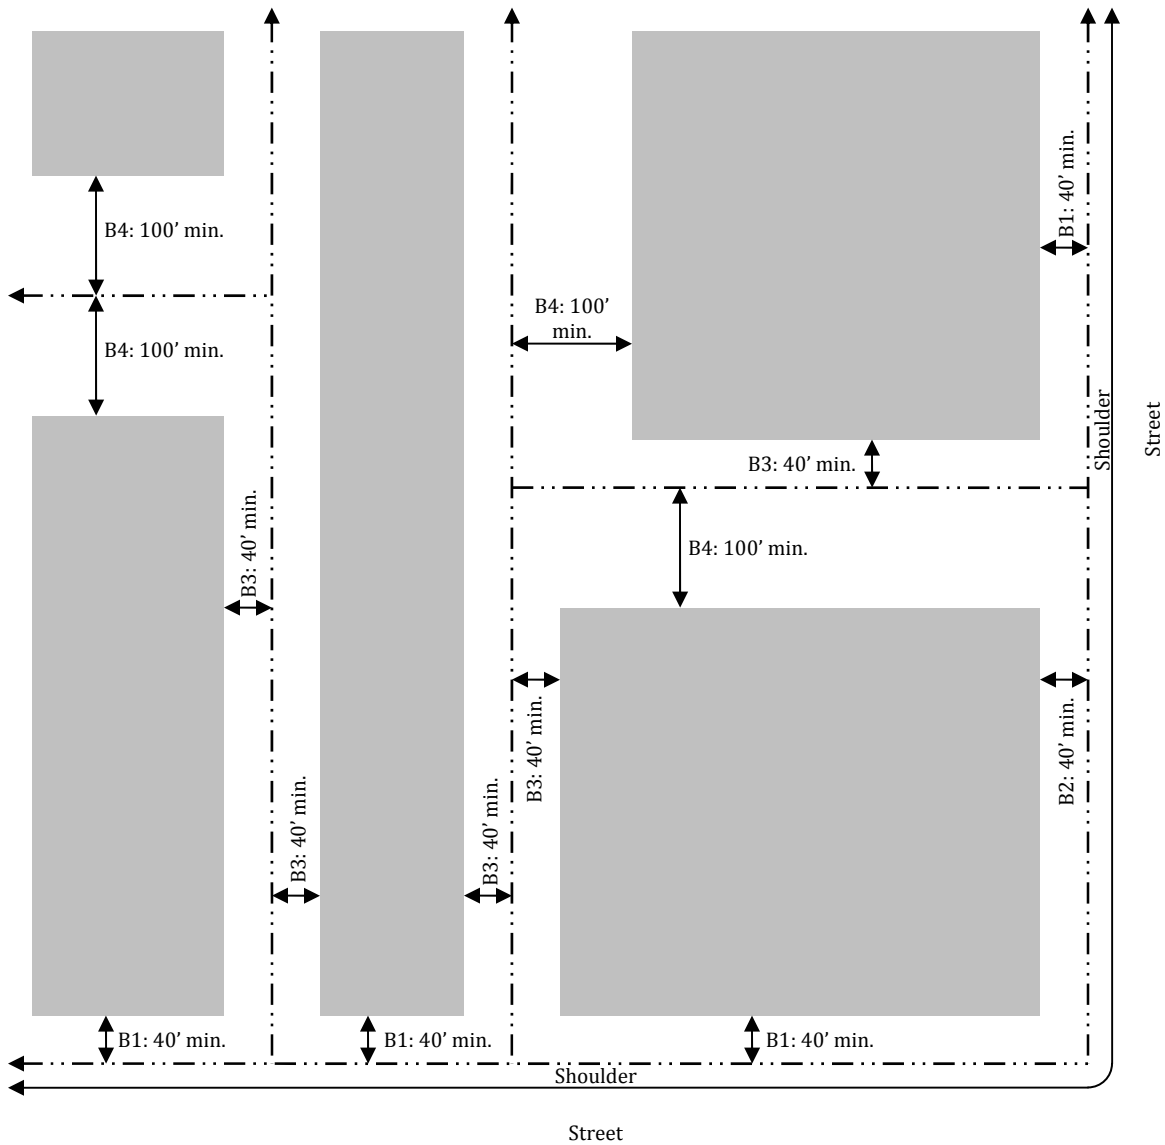 B4: 100’ min.
B4: 100’ min.
B3: 40’ min.
B1: 40’ min.
B3: 40’ min.
B3: 40’ min.
B1: 40’ min.
B4: 100’
min.
B1: 40’ min.
B3: 40’ min.
B4: 100’ min.
B3: 40’ min.
B2: 40’ min.
B1: 40’ min.
Shoulder
Street
Shoulder
Street